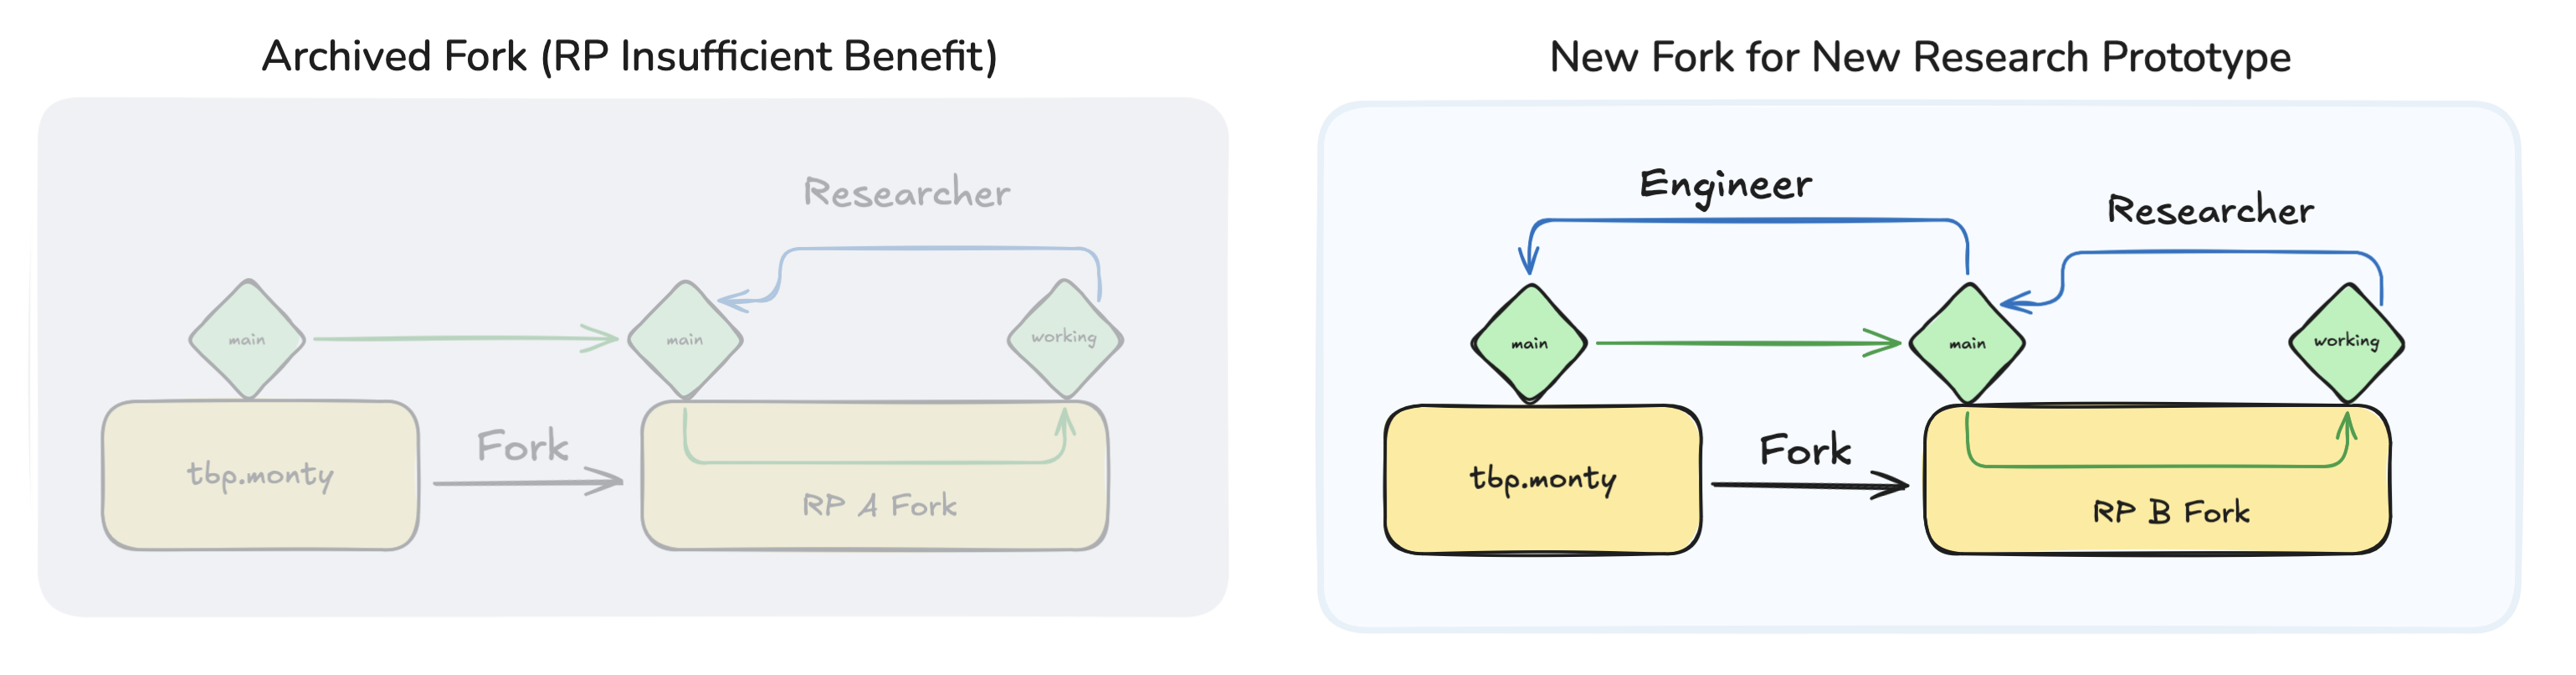 Archived Fork (RP Insufficient Benefit)
Researcher
main
main
working
Fork
tbp.monty
RP A Fork
New Fork for New Research Prototype
Engineer
Researcher
main
main
working
Fork
tbp.monty
RP B Fork